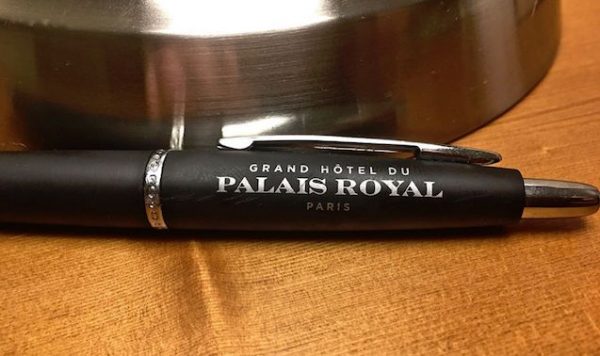 GRAND HÔTEL DU
PALAIS ROYAL
PARIS